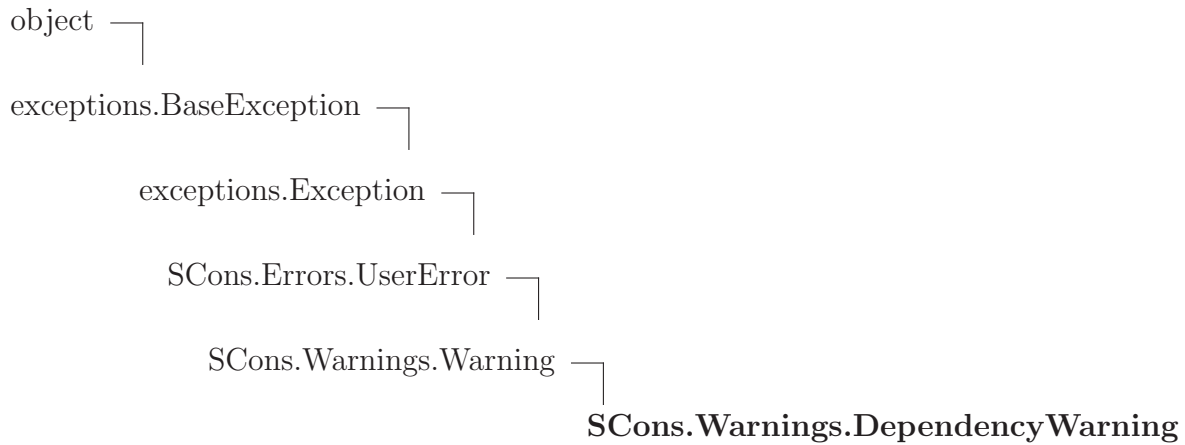 object
exceptions.BaseException
exceptions.Exception
SCons.Errors.UserError
SCons.Warnings.Warning
SCons.Warnings.DependencyWarning